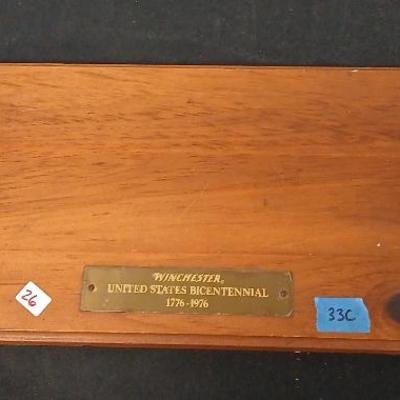 WINCHESTER®
UNITED STATES BICENTENNIAL
1776-1976
26
33C